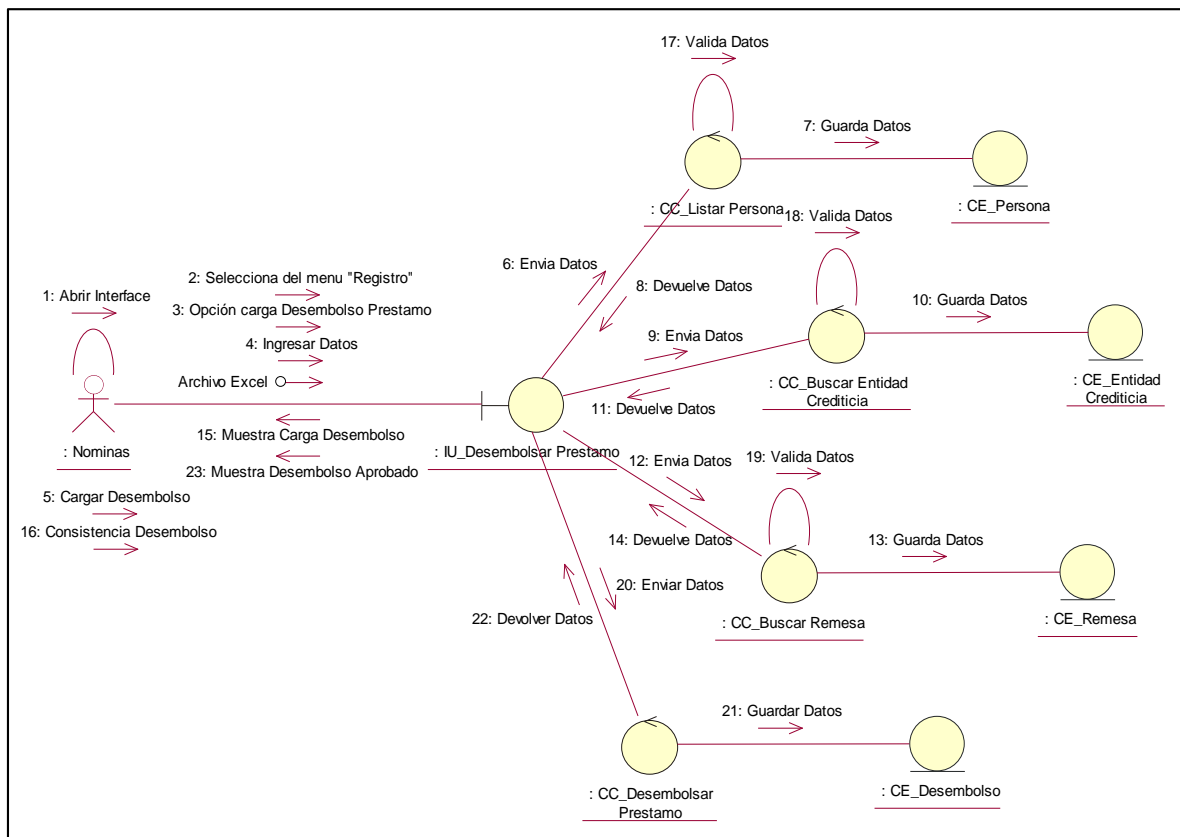 17: Valida Datos
7: Guarda Datos
: CC_Listar Persona
: CE_Persona
18: Valida Datos
6: Envia Datos
2: Selecciona del menu "Registro"
8: Devuelve Datos
1: Abrir Interface
3: Opción carga Desembolso Prestamo
10: Guarda Datos
9: Envia Datos
4: Ingresar Datos
Archivo Excel
: CC_Buscar Entidad
Crediticia
: CE_Entidad
Crediticia
11: Devuelve Datos
15: Muestra Carga Desembolso
: Nominas
: IU_Desembolsar Prestamo
12: Envia Datos
19: Valida Datos
23: Muestra Desembolso Aprobado
5: Cargar Desembolso
16: Consistencia Desembolso
14: Devuelve Datos
13: Guarda Datos
20: Enviar Datos
22: Devolver Datos
: CC_Buscar Remesa
: CE_Remesa
21: Guardar Datos
: CC_Desembolsar
Prestamo
: CE_Desembolso